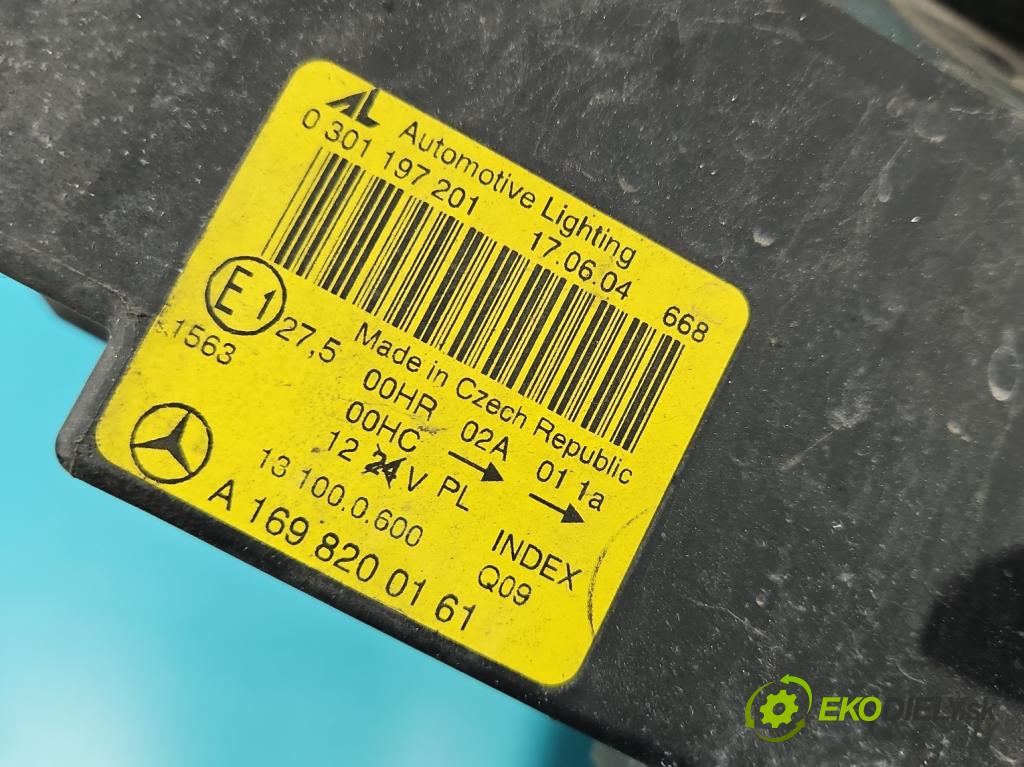 AL Automotive Lighting
0 301 197 201 17.06.04 668
Made in Czech Republic
E1 27,5 00HR 02A 01 1a
1563 00HC → →
12 24 V PL
13 100.0.600 INDEX
A 169 820 01 61 Q09
EKODIELY.sk